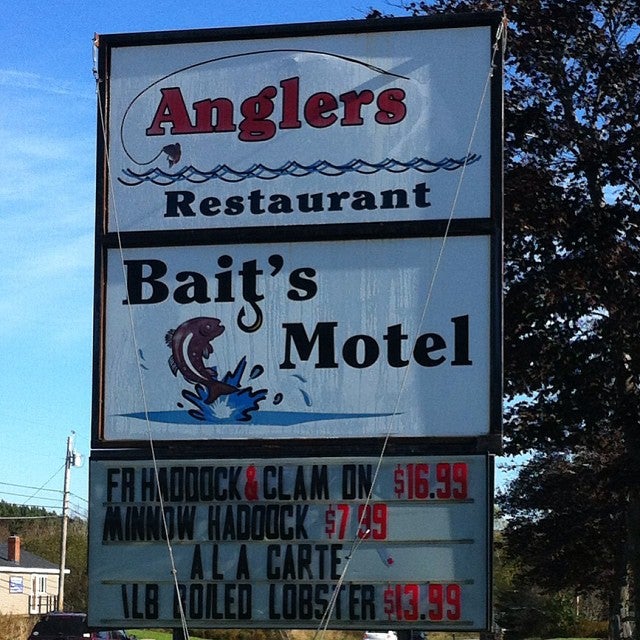 Anglers
Restaurant
Bait's
Motel
FR HADDOCK & CLAM DN $16.99
MINNOW HADDOCK $7 99
A LA CARTE
1LB BOILED LOBSTER $13.99